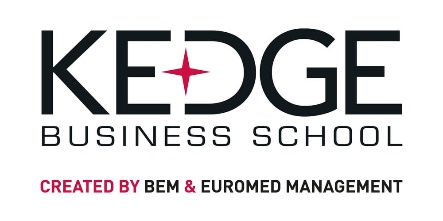 KEDGE
BUSINESS SCHOOL
CREATED BY BEM & EUROMED MANAGEMENT